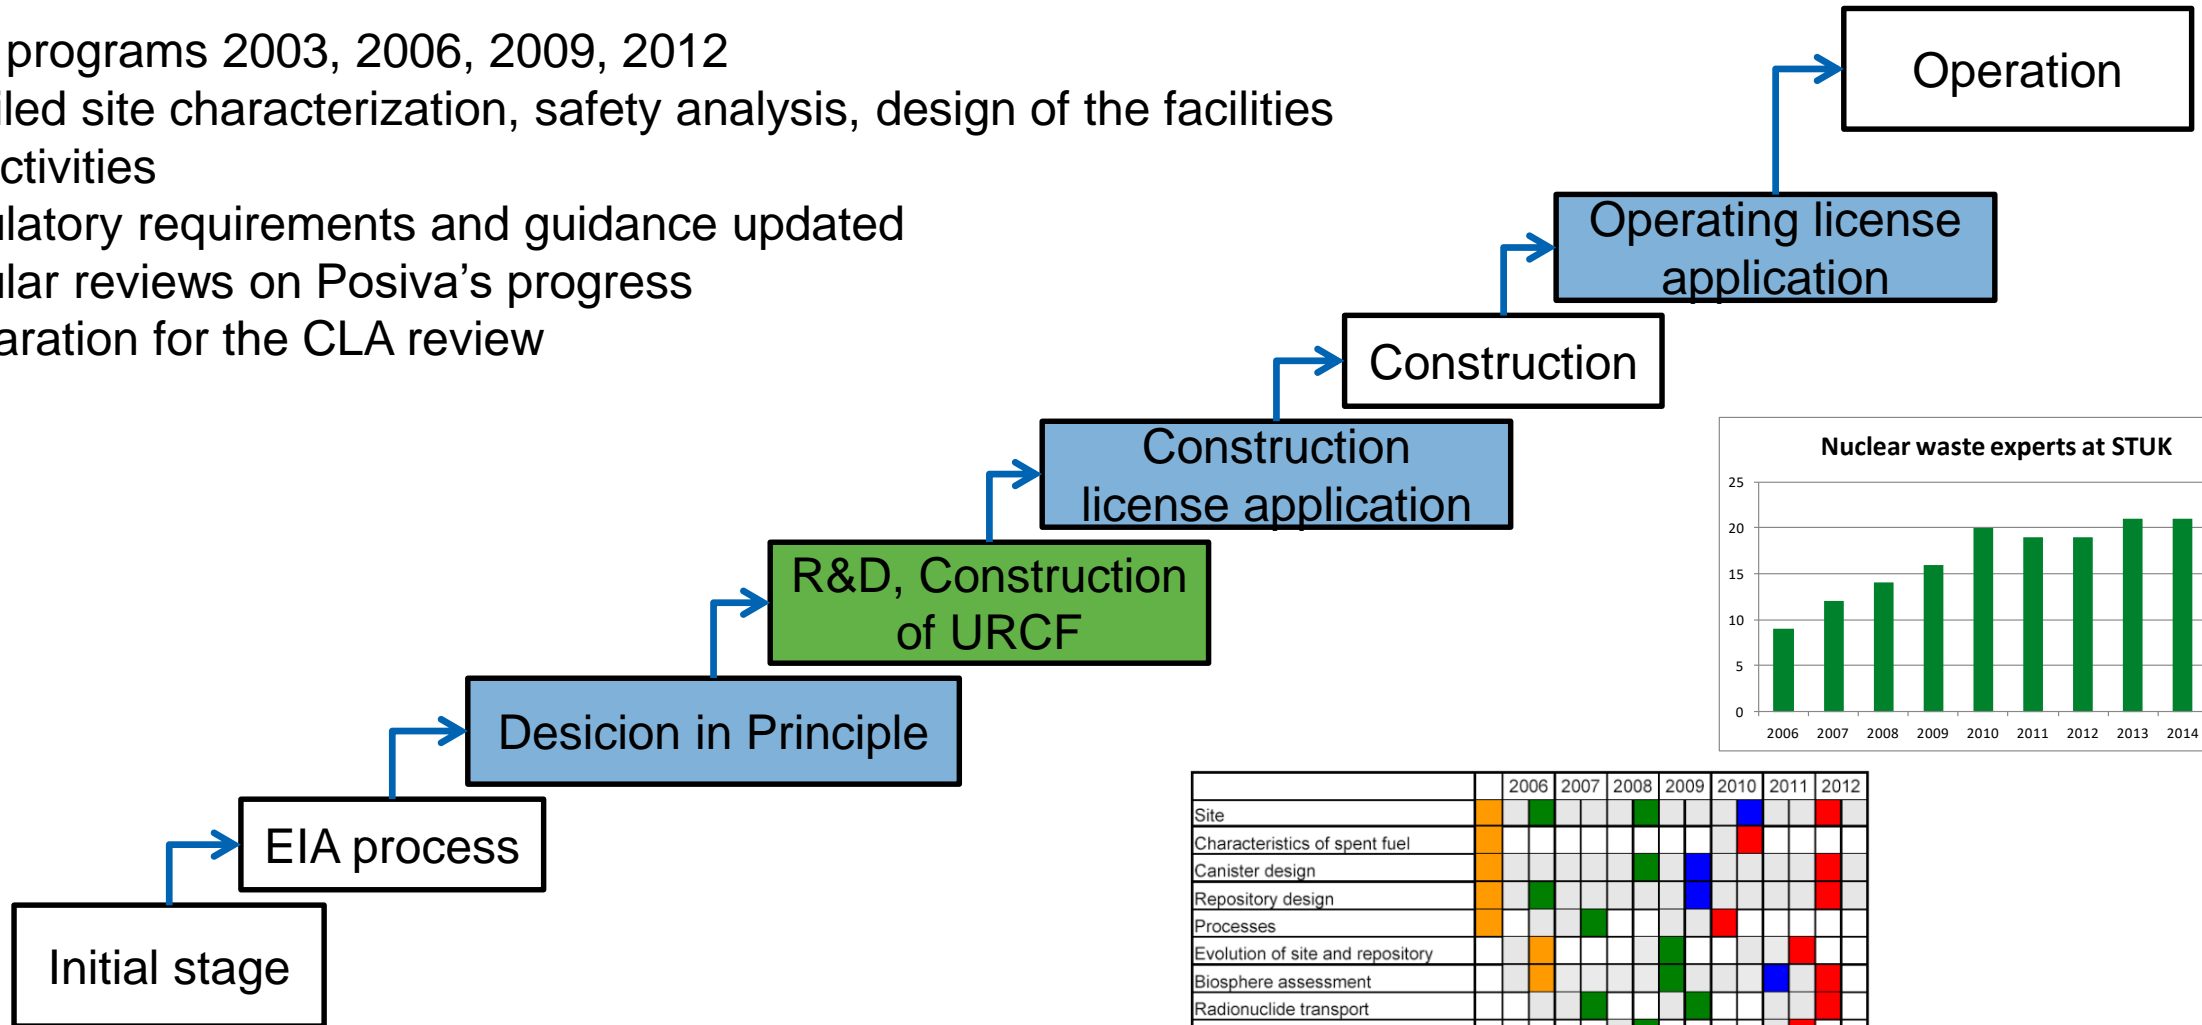 programs 2003, 2006, 2009, 2012
iled site characterization, safety analysis, design of the facilities
ctivities
ulatory requirements and guidance updated
ular reviews on Posiva's progress
aration for the CLA review
Operation
Operating license
application
Construction
Construction
license application
R&D, Construction
of URCF
Desicion in Principle
EIA process
Initial stage
Nuclear waste experts at STUK
25
20
15
10
5
0
2006 2007 2008 2009 2010 2011 2012 2013 2014
2006 2007 2008 2009 2010 2011 2012
Site
Characteristics of spent fuel
Canister design
Repository design
Processes
Evolution of site and repository
Biosphere assessment
Radionuclide transport